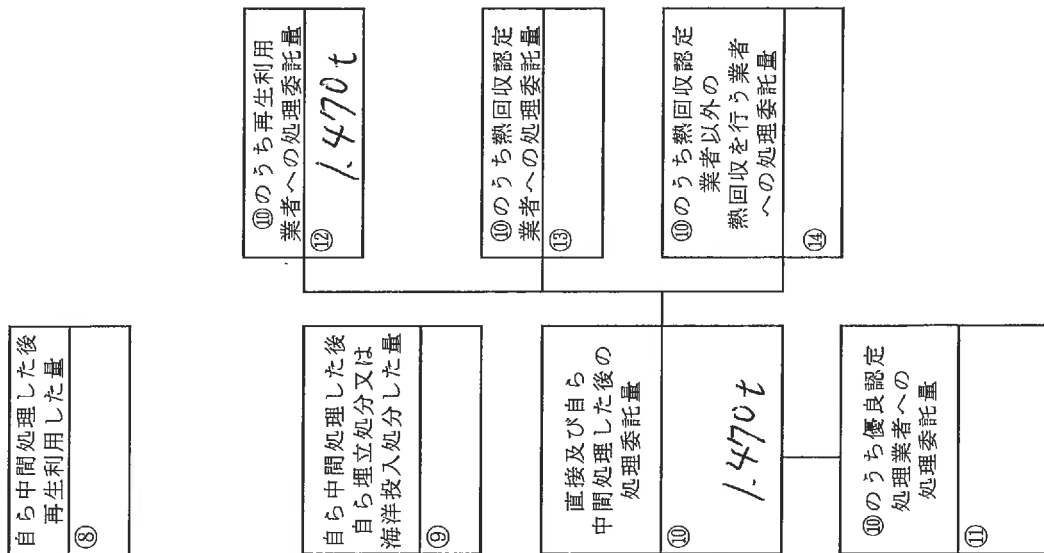 自ら中間処理した後
再生利用した量
⑧
自ら中間処理した後
自ら埋立処分又は
海洋投入処分した量
⑨
直接及び自ら
中間処理した後の
処理委託量
⑩
1.470t
⑩のうち優良認定
処理業者への
処理委託量
⑪
⑩のうち再生利用
業者への処理委託量
⑫
1.470t
⑩のうち熱回収認定
業者への処理委託量
⑬
⑩のうち熱回収認定
業者以外の
熱回収を行う業者
への処理委託量
⑭